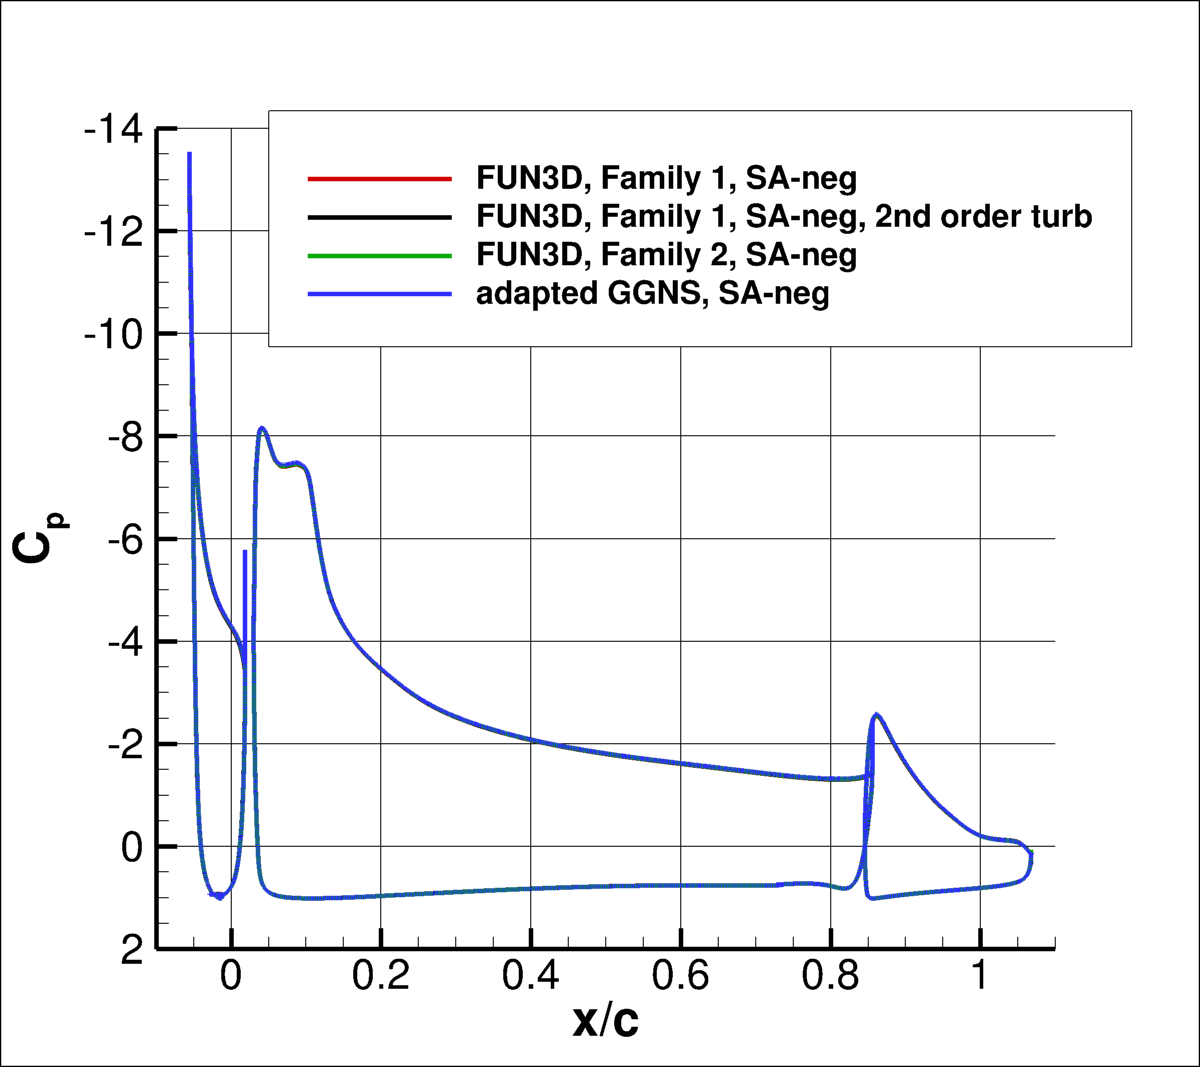 FUN3D, Family 1, SA-neg
FUN3D, Family 1, SA-neg, 2nd order turb
FUN3D, Family 2, SA-neg
adapted GGNS, SA-neg
-14
-12
-10
-8
-6
-4
-2
0
2
Cp
0 0.2 0.4 0.6 0.8 1
x/c